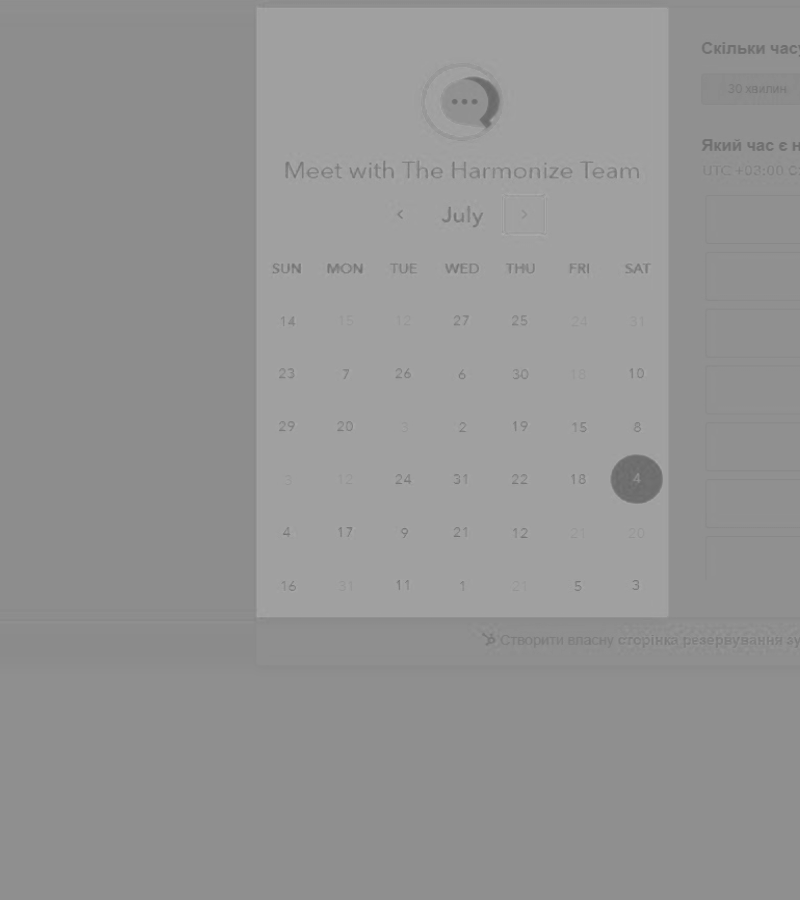 Meet with The Harmonize Team
July
SUN MON TUE WED THU FRI SAT
14 15 12 27 25 24 31
23 7 26 6 30 18 10
29 20 3 2 19 15 8
3 12 24 31 22 18 4
4 17 9 21 12 21 20
16 31 11 1 21 5 3
Скільки часу
30 хвилин
Який час є н
UTC +03:00
Створити власну сторінка резервування зу